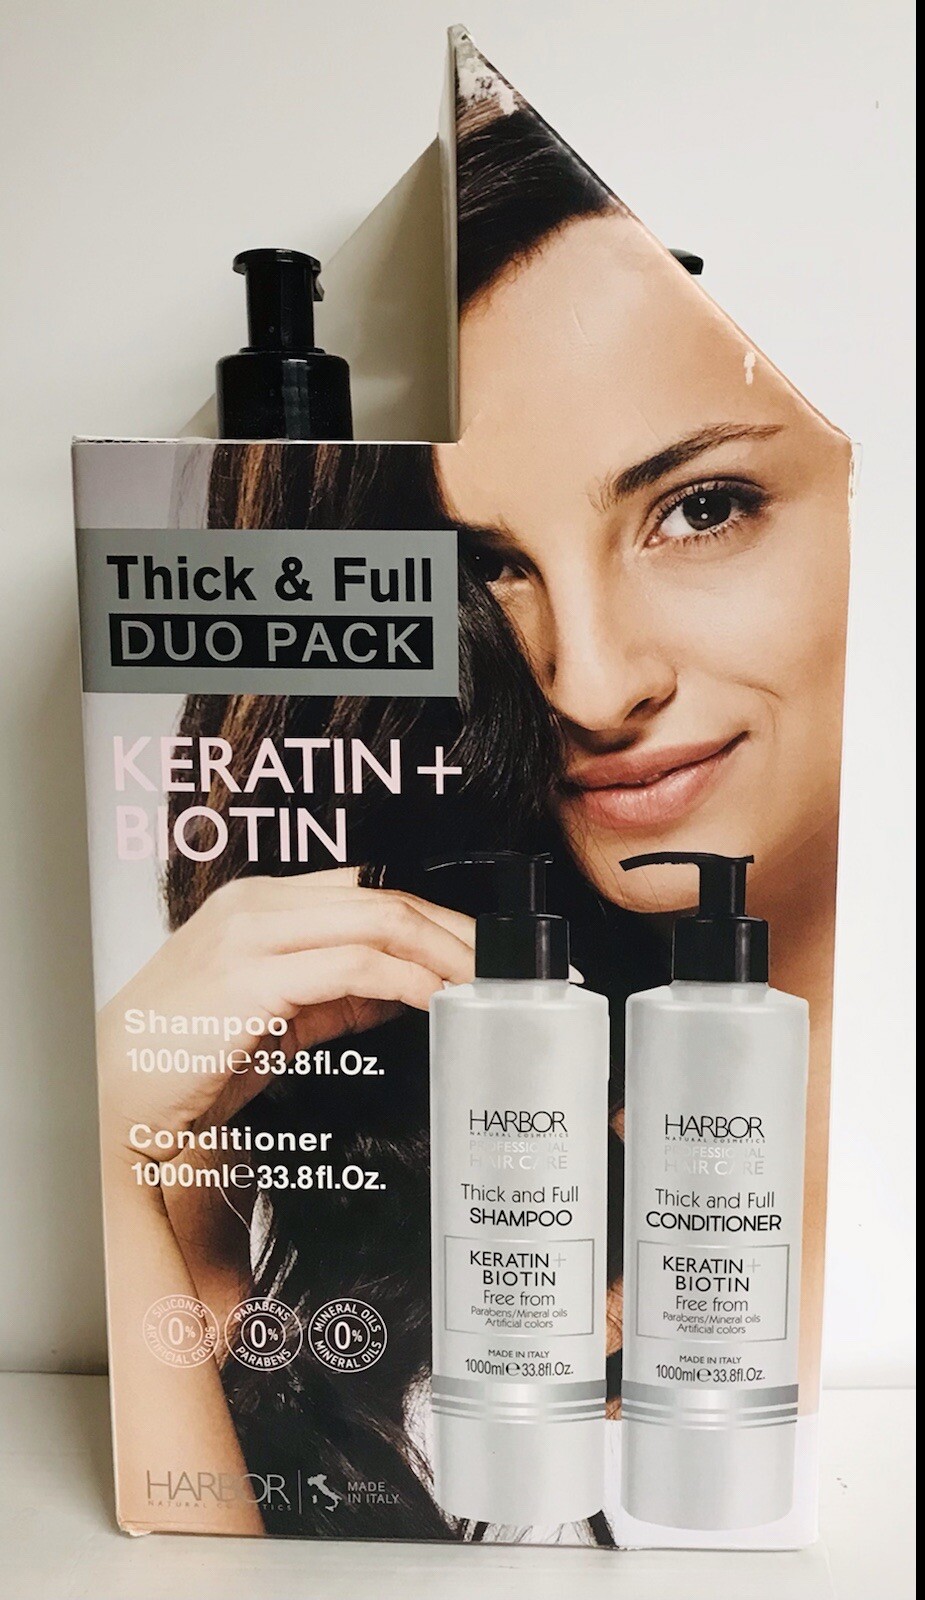 Thick & Full
DUO PACK
KERATIN +
BIOTIN
Shampoo
1000ml℮33.8fl.Oz.
Conditioner
1000ml℮33.8fl.Oz.
SILICONES
0%
ARTIFICIAL COLORS
PARABENS
0%
PARABENS
MINERAL OILS
0%
MINERAL OILS
HARBOR
NATURAL COSMETICS
MADE
IN ITALY
HARBOR
NATURAL COSMETICS
PROFESSIONAL
HAIR CARE
Thick and Full
SHAMPOO
KERATIN+
BIOTIN
Free from
Parabens/Mineral oils
Artificial colors
MADE IN ITALY
1000ml℮33.8fl.Oz.
HARBOR
NATURAL COSMETICS
PROFESSIONAL
HAIR CARE
Thick and Full
CONDITIONER
KERATIN+
BIOTIN
Free from
Parabens/Mineral oils
Artificial colors
MADE IN ITALY
1000ml℮33.8fl.Oz.